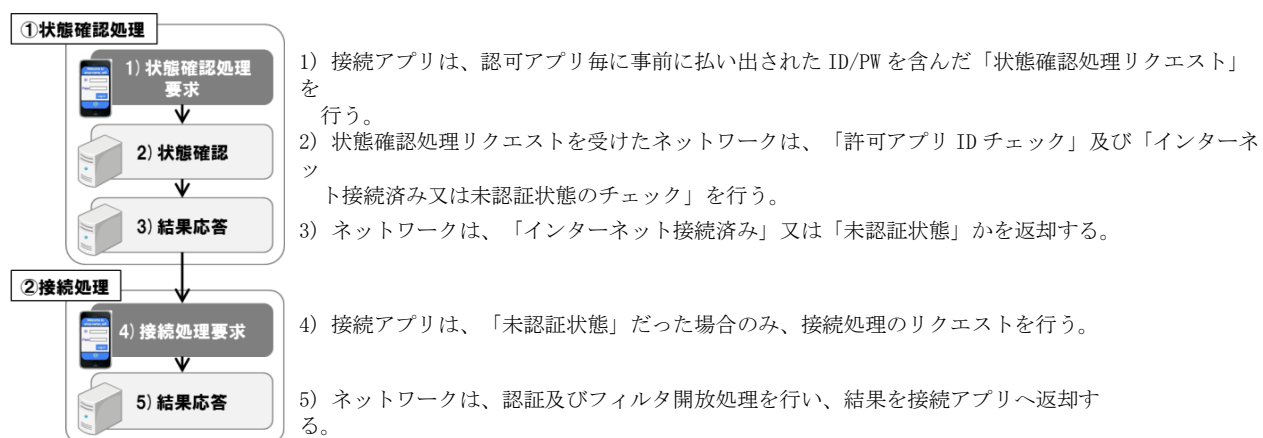 ①状態確認処理
1) 状態確認処理
要求
2) 状態確認
3) 結果応答
②接続処理
4) 接続処理要求
5) 結果応答
1) 接続アプリは、認可アプリ毎に事前に払い出された ID/PW を含んだ「状態確認処理リクエスト」
を
行う。
2) 状態確認処理リクエストを受けたネットワークは、「許可アプリ ID チェック」及び「インターネ
ッ
ト接続済み又は未認証状態のチェック」を行う。
3) ネットワークは、「インターネット接続済み」又は「未認証状態」かを返却する。
4) 接続アプリは、「未認証状態」だった場合のみ、接続処理のリクエストを行う。
5) ネットワークは、認証及びフィルタ開放処理を行い、結果を接続アプリへ返却す
る。